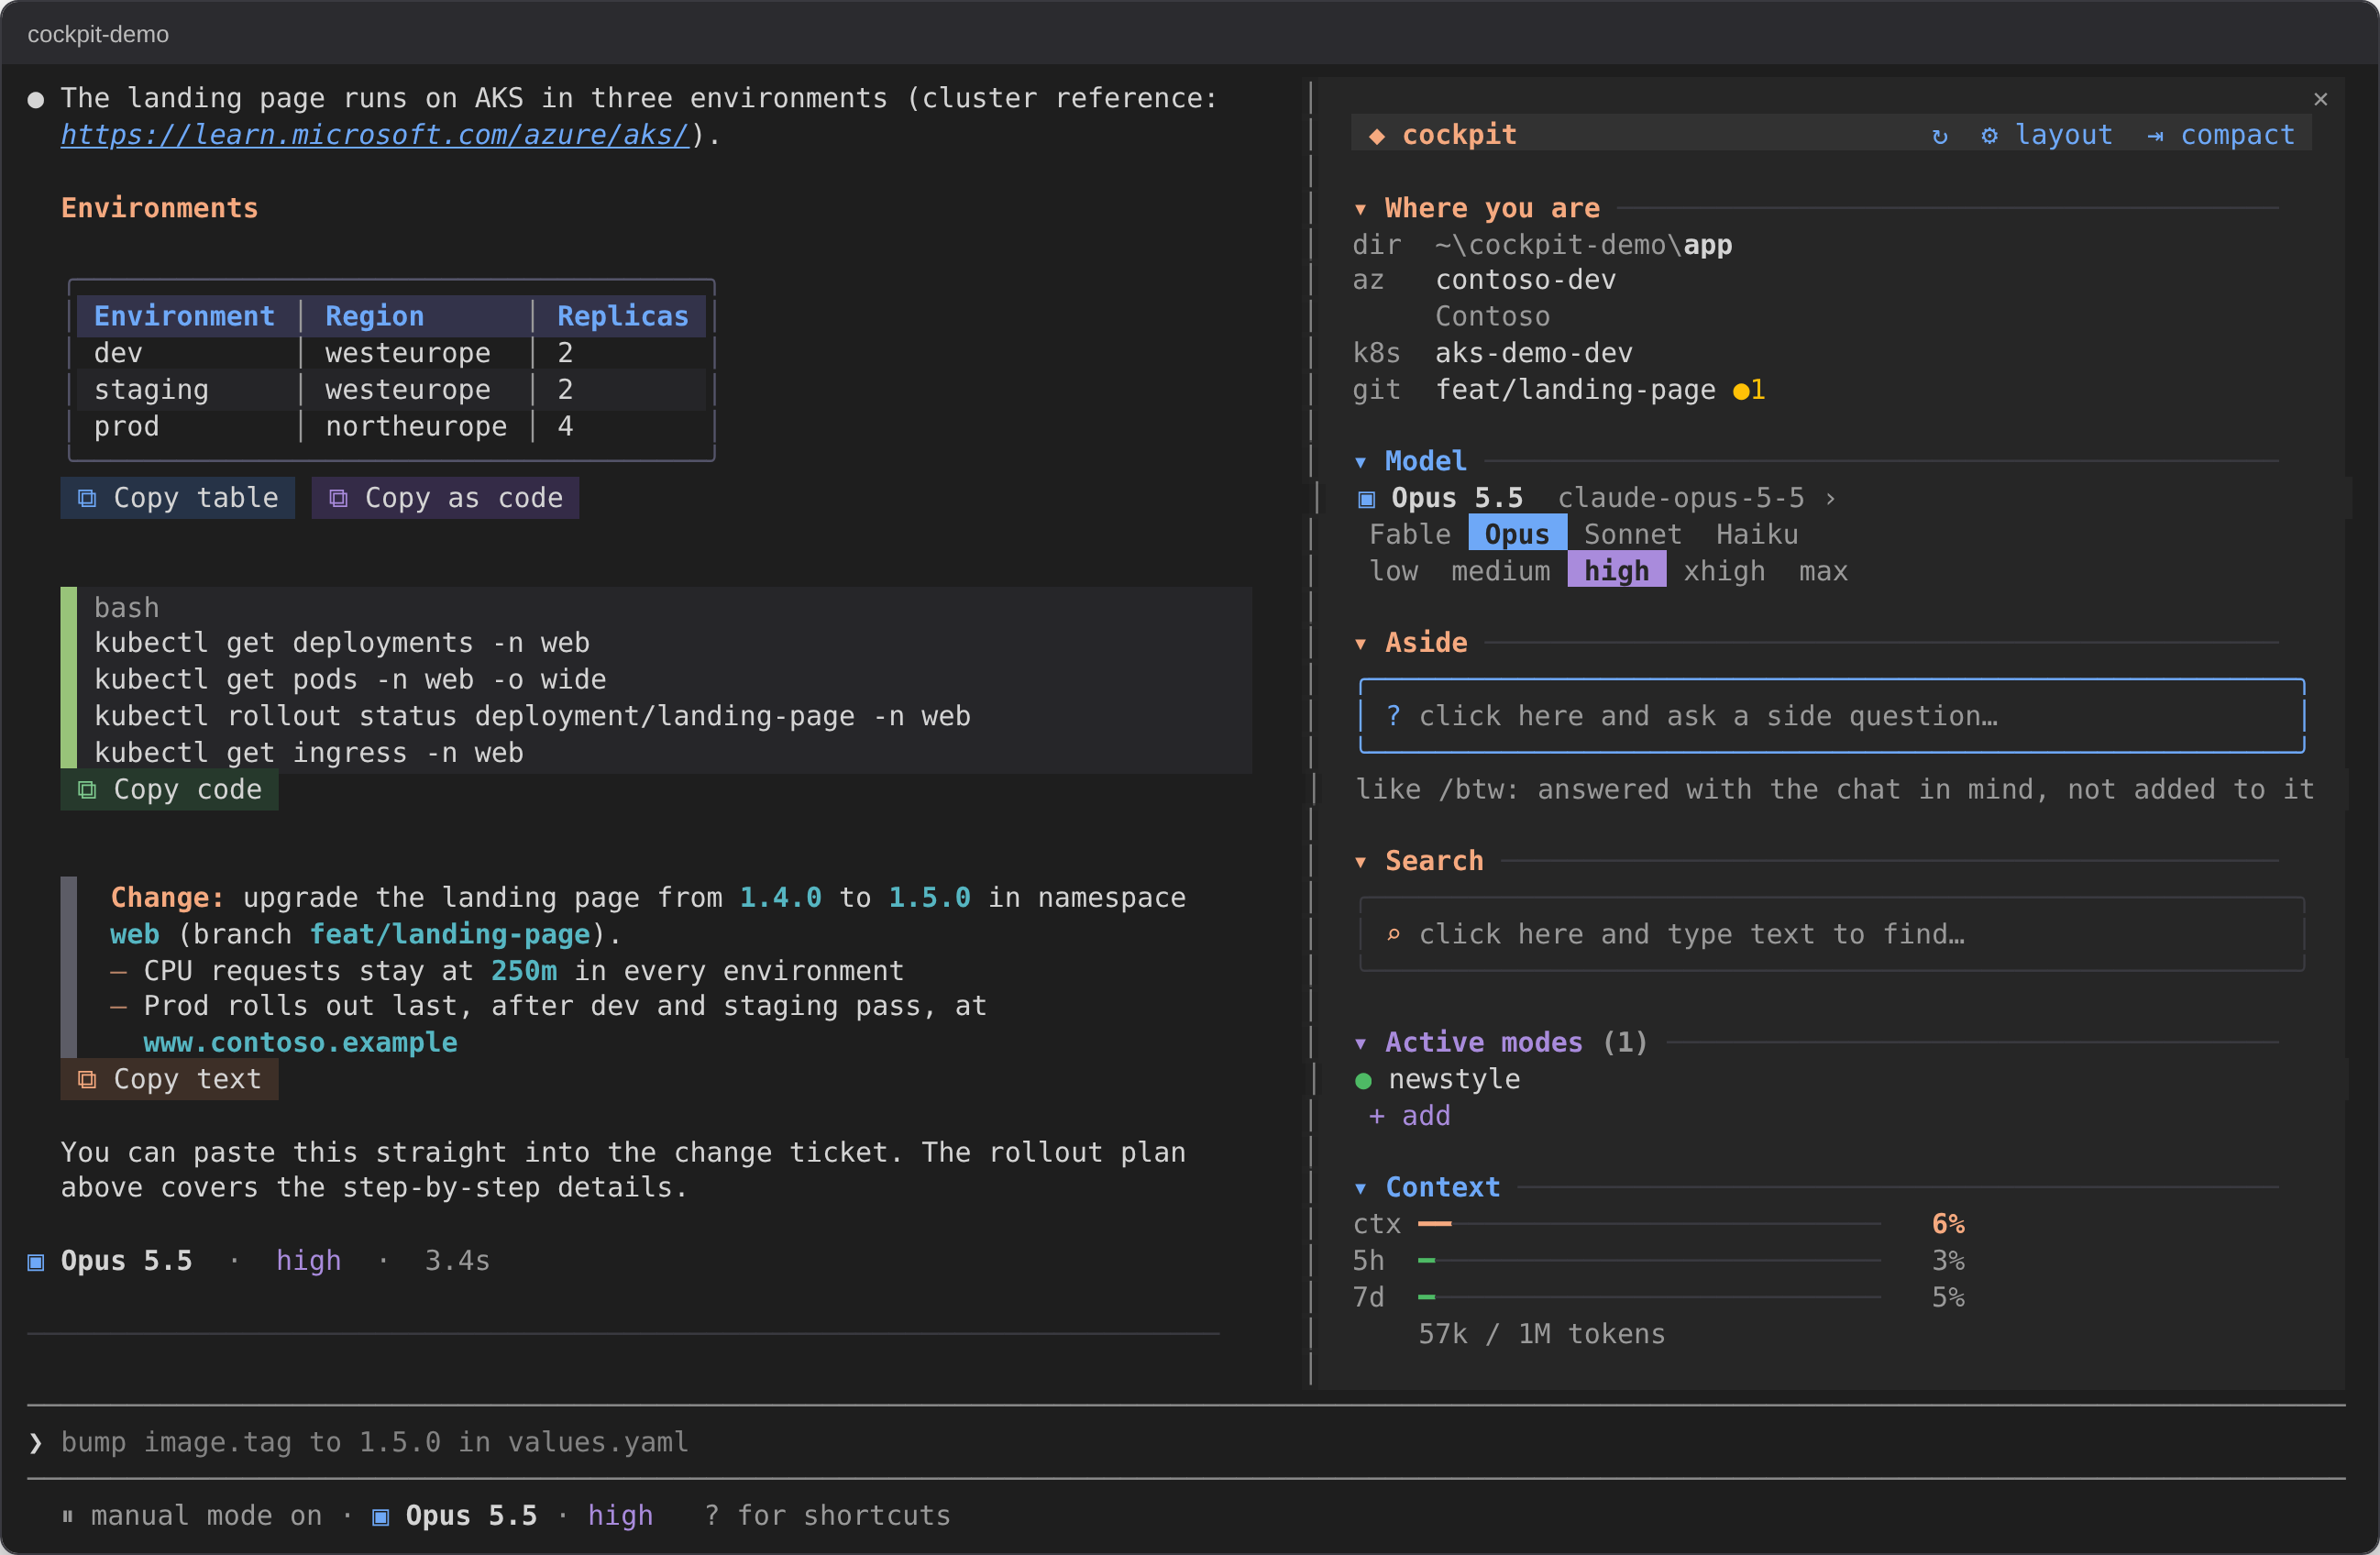 cockpit-demo
● The landing page runs on AKS in three environments (cluster reference:
https://learn.microsoft.com/azure/aks/).
Environments
Environment │ Region │ Replicas
dev │ westeurope │ 2
staging │ westeurope │ 2
prod │ northeurope │ 4
⧉ Copy table ⧉ Copy as code
bash
kubectl get deployments -n web
kubectl get pods -n web -o wide
kubectl rollout status deployment/landing-page -n web
kubectl get ingress -n web
⧉ Copy code
Change: upgrade the landing page from 1.4.0 to 1.5.0 in namespace
web (branch feat/landing-page).
– CPU requests stay at 250m in every environment
– Prod rolls out last, after dev and staging pass, at
www.contoso.example
⧉ Copy text
You can paste this straight into the change ticket. The rollout plan
above covers the step-by-step details.
▣ Opus 5.5 · high · 3.4s
✕
◆ cockpit ↻ ⚙ layout ⇥ compact
▾ Where you are
dir ~\cockpit-demo\app
az contoso-dev
Contoso
k8s aks-demo-dev
git feat/landing-page ●1
▾ Model
▣ Opus 5.5 claude-opus-5-5 ›
Fable Opus Sonnet Haiku
low medium high xhigh max
▾ Aside
? click here and ask a side question…
like /btw: answered with the chat in mind, not added to it
▾ Search
⌕ click here and type text to find…
▾ Active modes (1)
● newstyle
+ add
▾ Context
ctx 6%
5h 3%
7d 5%
57k / 1M tokens
❯ bump image.tag to 1.5.0 in values.yaml
⏸ manual mode on · ▣ Opus 5.5 · high ? for shortcuts